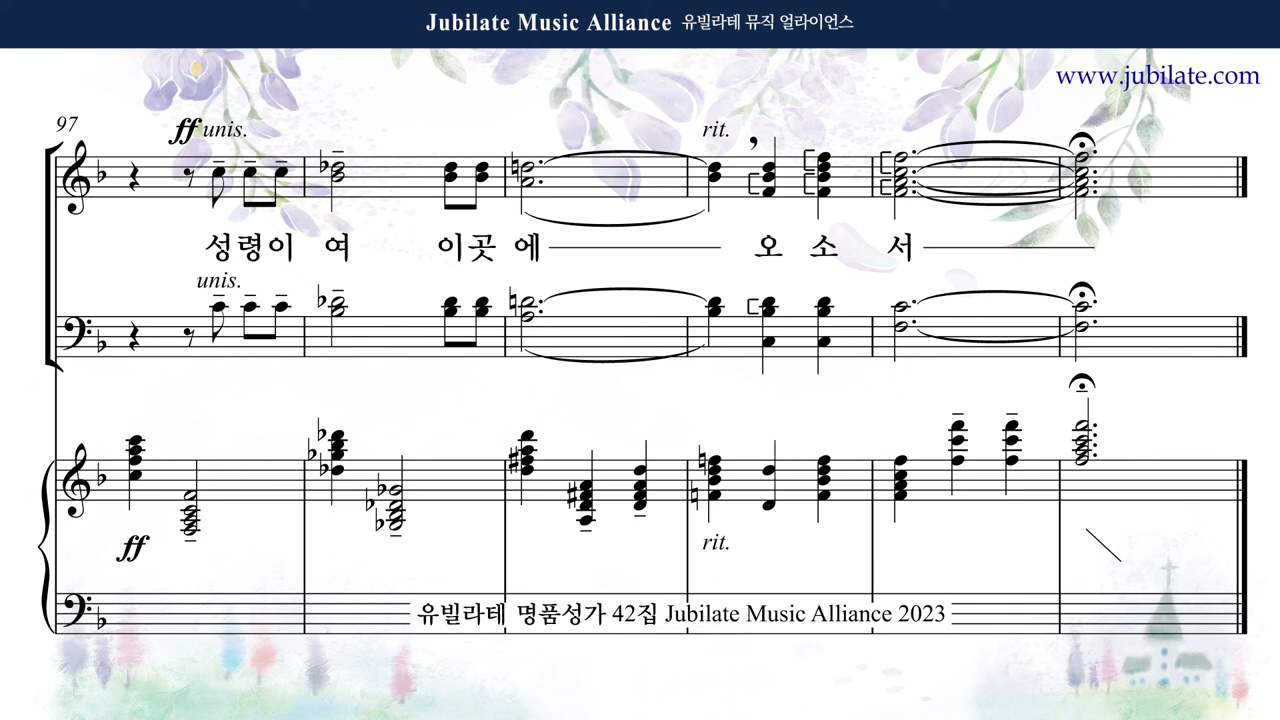 Jubilate Music Alliance 유빌라테 뮤직 얼라이언스
www.jubilate.com
97
ff unis.
rit.
성령이 여 이곳 에 오 소 서
unis.
ff
rit.
유빌라테 명품성가 42집 Jubilate Music Alliance 2023